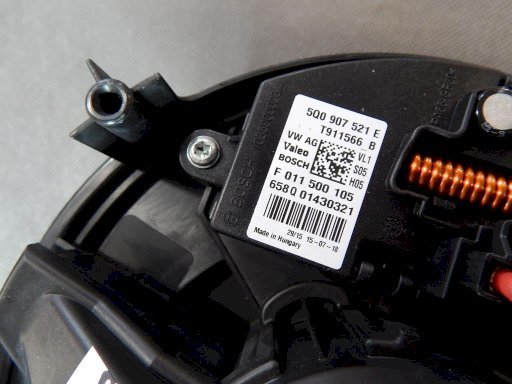 5Q0 907 521 E
T911566 B
VW AG
Valeo
BOSCH
VL1
S05
H05
F 011 500 105
6580 01430321
29/15 15-07-18
Made in Hungary
BOSCH